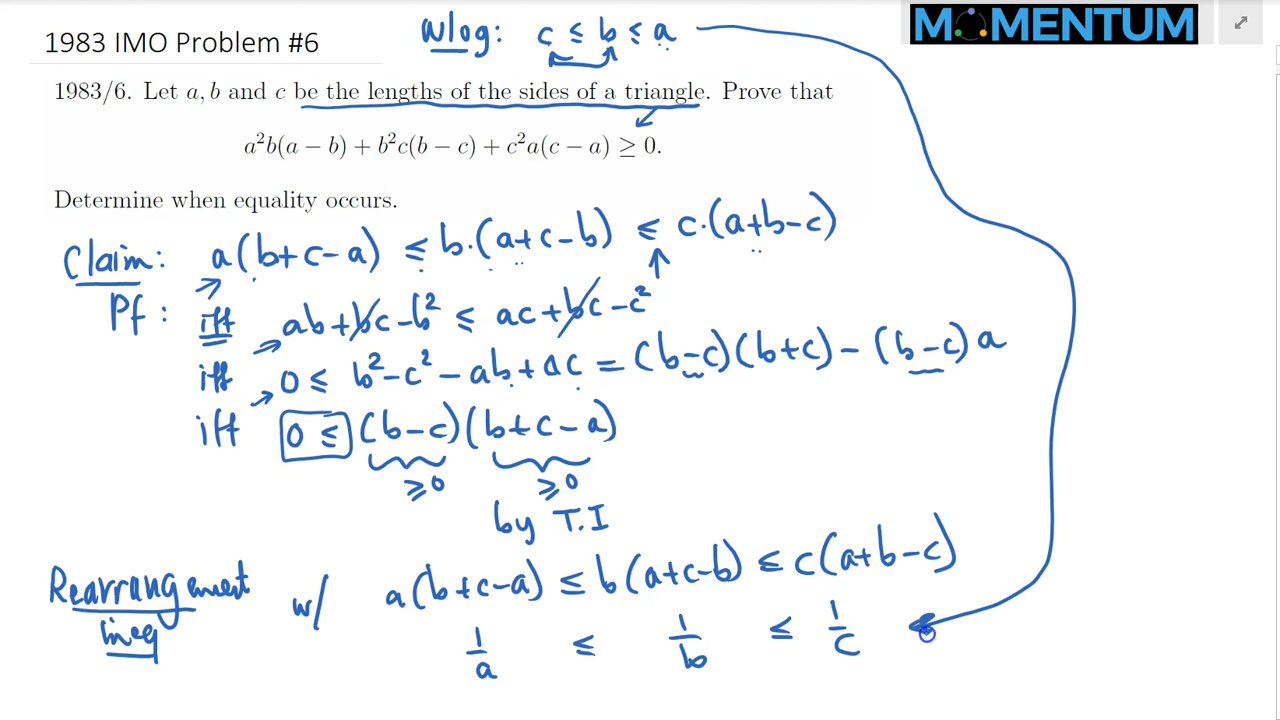 1983 IMO Problem #6
Wlog: c ≤ b ≤ a
MOMENTUM
1983/6. Let a, b and c be the lengths of the sides of a triangle. Prove that
a²b(a − b) + b²c(b − c) + c²a(c − a) ≥ 0.
Determine when equality occurs.
Claim: a(b+c−a) ≤ b·(a+c−b) ≤ c·(a+b−c)
Pf: iff ab+bc−b² ≤ ac+bc−c²
iff 0 ≤ b²−c²−ab+ac = (b−c)(b+c)−(b−c)a
iff 0 ≤ (b−c)(b+c−a)
≥0 ≥0
by T.I
Rearrangement ineq w/ a(b+c−a) ≤ b(a+c−b) ≤ c(a+b−c)
1/a ≤ 1/b ≤ 1/c